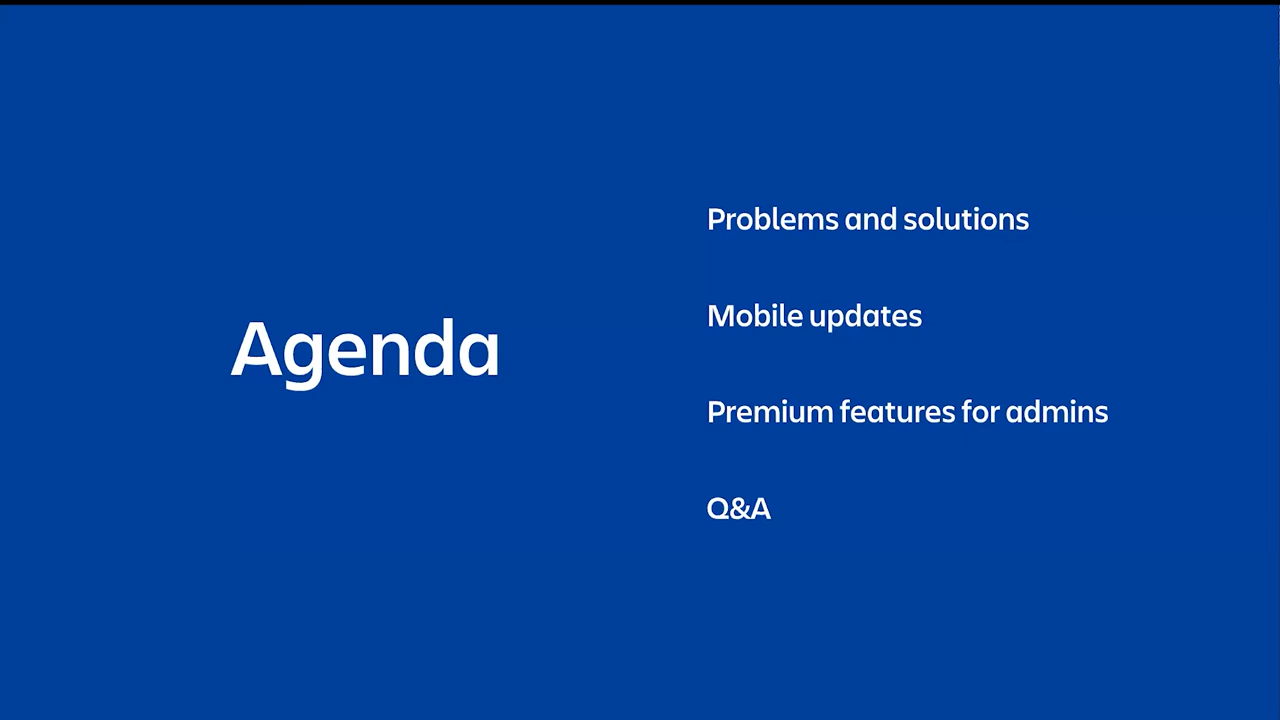 Agenda
Problems and solutions
Mobile updates
Premium features for admins
Q&A